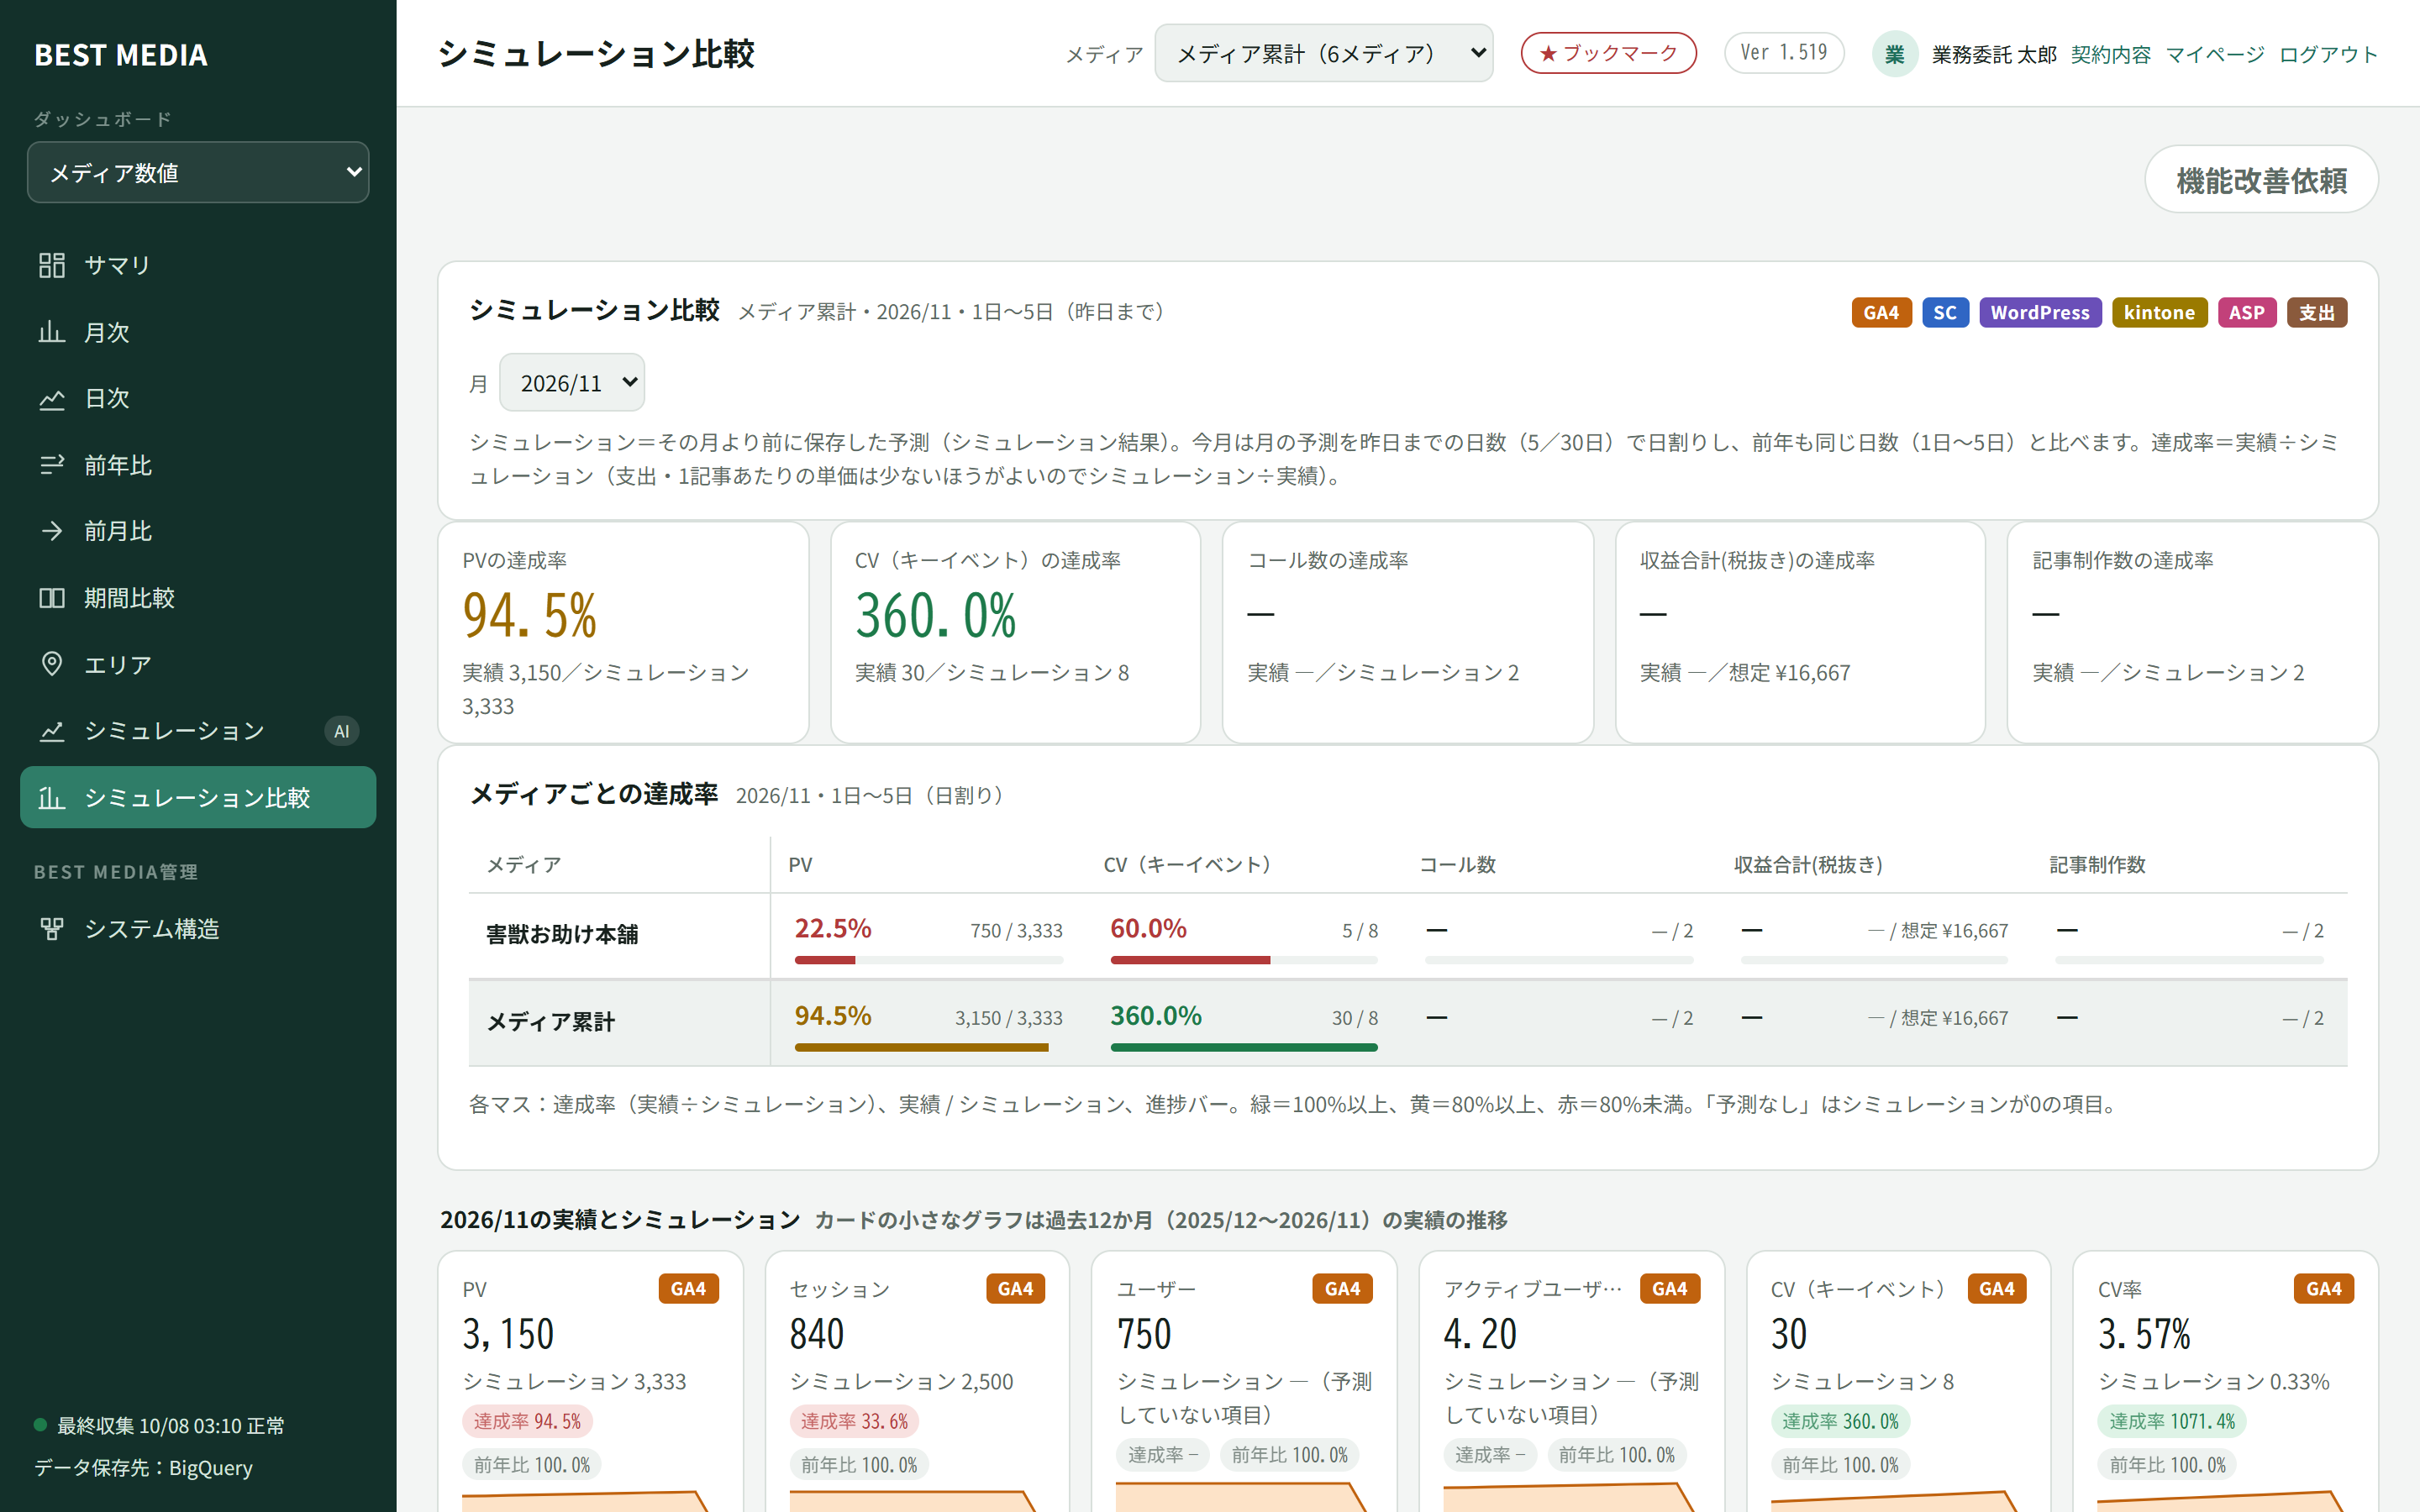 BEST MEDIA
ダッシュボード
メディア数値
サマリ
月次
日次
前年比
前月比
期間比較
エリア
シミュレーション AI
シミュレーション比較
BEST MEDIA管理
システム構造
最終収集 10/08 03:10 正常
データ保存先：BigQuery
シミュレーション比較
メディア メディア累計（6メディア） ★ ブックマーク Ver 1.519 業 業務委託 太郎 契約内容 マイページ ログアウト
機能改善依頼
シミュレーション比較 メディア累計・2026/11・1日〜5日（昨日まで） GA4 SC WordPress kintone ASP 支出
月 2026/11
シミュレーション＝その月より前に保存した予測（シミュレーション結果）。今月は月の予測を昨日までの日数（5／30日）で日割りし、前年も同じ日数（1日〜5日）と比べます。達成率＝実績÷シミ
ュレーション（支出・1記事あたりの単価は少ないほうがよいのでシミュレーション÷実績）。
PVの達成率
94.5%
実績 3,150／シミュレーション
3,333
CV（キーイベント）の達成率
360.0%
実績 30／シミュレーション 8
コール数の達成率
—
実績 —／シミュレーション 2
収益合計(税抜き)の達成率
—
実績 —／想定 ¥16,667
記事制作数の達成率
—
実績 —／シミュレーション 2
メディアごとの達成率 2026/11・1日〜5日（日割り）
メディア PV CV（キーイベント） コール数 収益合計(税抜き) 記事制作数
害獣お助け本舗 22.5% 750 / 3,333 60.0% 5 / 8 — — / 2 — — / 想定 ¥16,667 — — / 2
メディア累計 94.5% 3,150 / 3,333 360.0% 30 / 8 — — / 2 — — / 想定 ¥16,667 — — / 2
各マス：達成率（実績÷シミュレーション）、実績 / シミュレーション、進捗バー。緑＝100%以上、黄＝80%以上、赤＝80%未満。「予測なし」はシミュレーションが0の項目。
2026/11の実績とシミュレーション カードの小さなグラフは過去12か月（2025/12〜2026/11）の実績の推移
PV GA4
3,150
シミュレーション 3,333
達成率 94.5%
前年比 100.0%
セッション GA4
840
シミュレーション 2,500
達成率 33.6%
前年比 100.0%
ユーザー GA4
750
シミュレーション —（予測
していない項目）
達成率 — 前年比 100.0%
アクティブユーザ… GA4
4.20
シミュレーション —（予測
していない項目）
達成率 — 前年比 100.0%
CV（キーイベント） GA4
30
シミュレーション 8
達成率 360.0%
前年比 100.0%
CV率 GA4
3.57%
シミュレーション 0.33%
達成率 1071.4%
前年比 100.0%